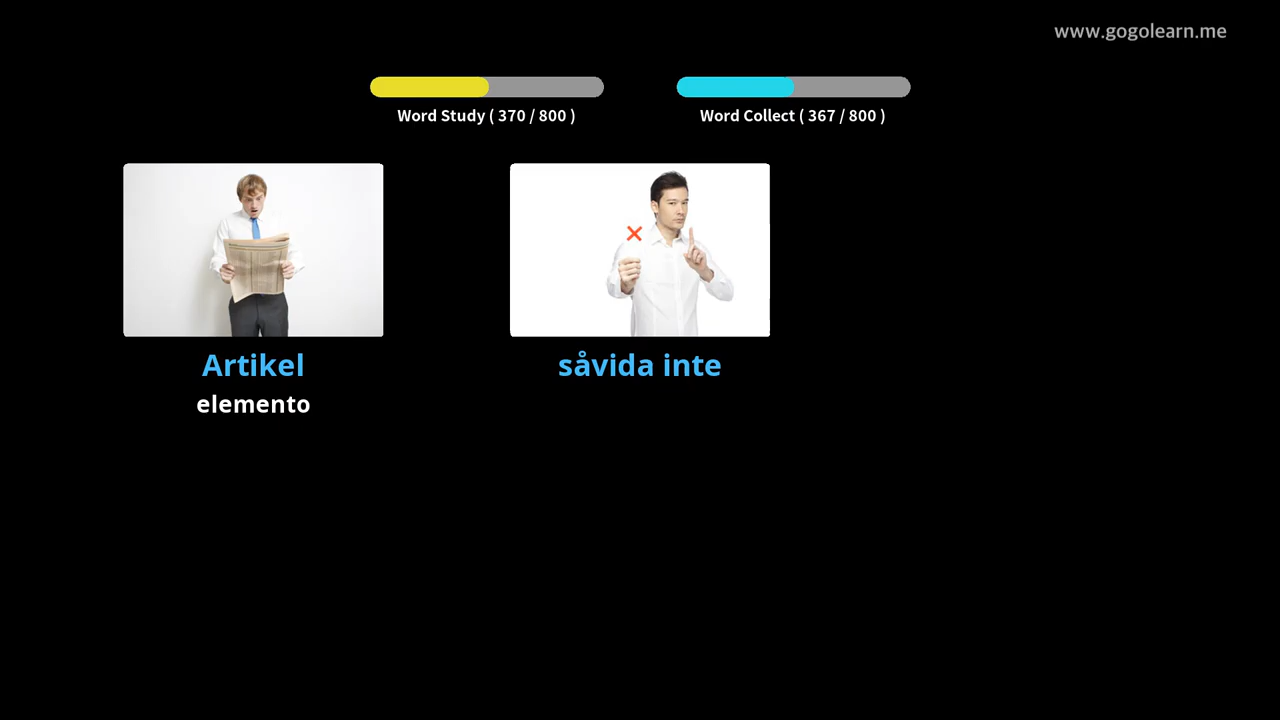 www.gogolearn.me
Word Study ( 370 / 800 )
Word Collect ( 367 / 800 )
Artikel
elemento
såvida inte